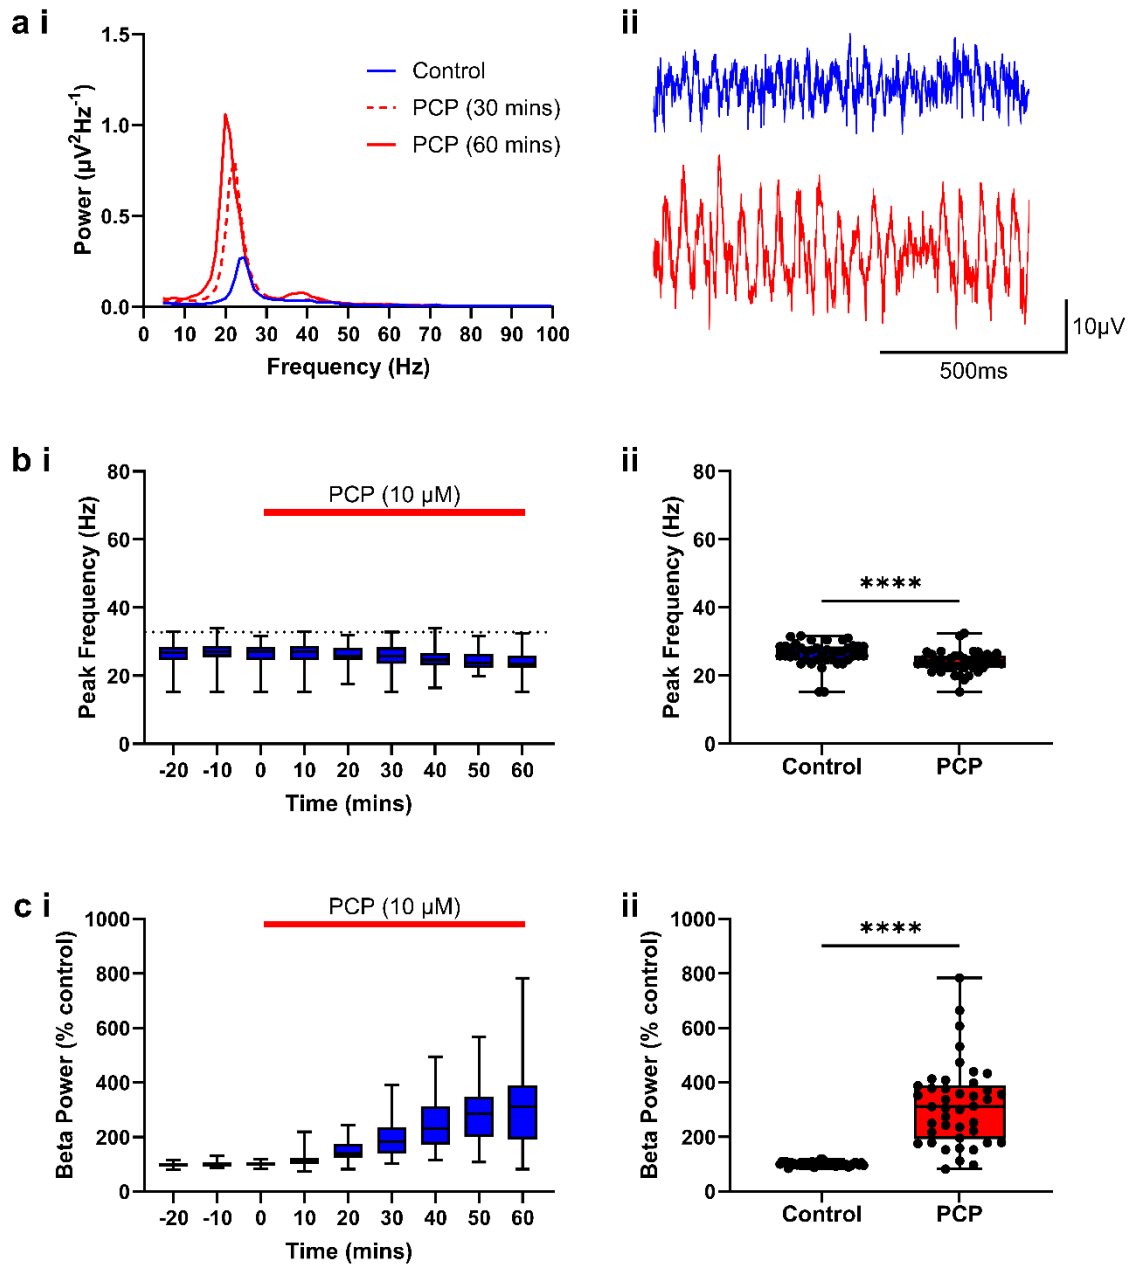 a i
1.5
1.0
0.5
0.0
Power (µV²Hz⁻¹)
Control
PCP (30 mins)
PCP (60 mins)
0 10 20 30 40 50 60 70 80 90 100
Frequency (Hz)
ii
10µV
500ms
b i
80
60
40
20
0
Peak Frequency (Hz)
PCP (10 µM)
-20 -10 0 10 20 30 40 50 60
Time (mins)
ii
80
60
40
20
0
Peak Frequency (Hz)
****
Control PCP
c i
1000
800
600
400
200
0
Beta Power (% control)
PCP (10 µM)
-20 -10 0 10 20 30 40 50 60
Time (mins)
ii
1000
800
600
400
200
0
Beta Power (% control)
****
Control PCP